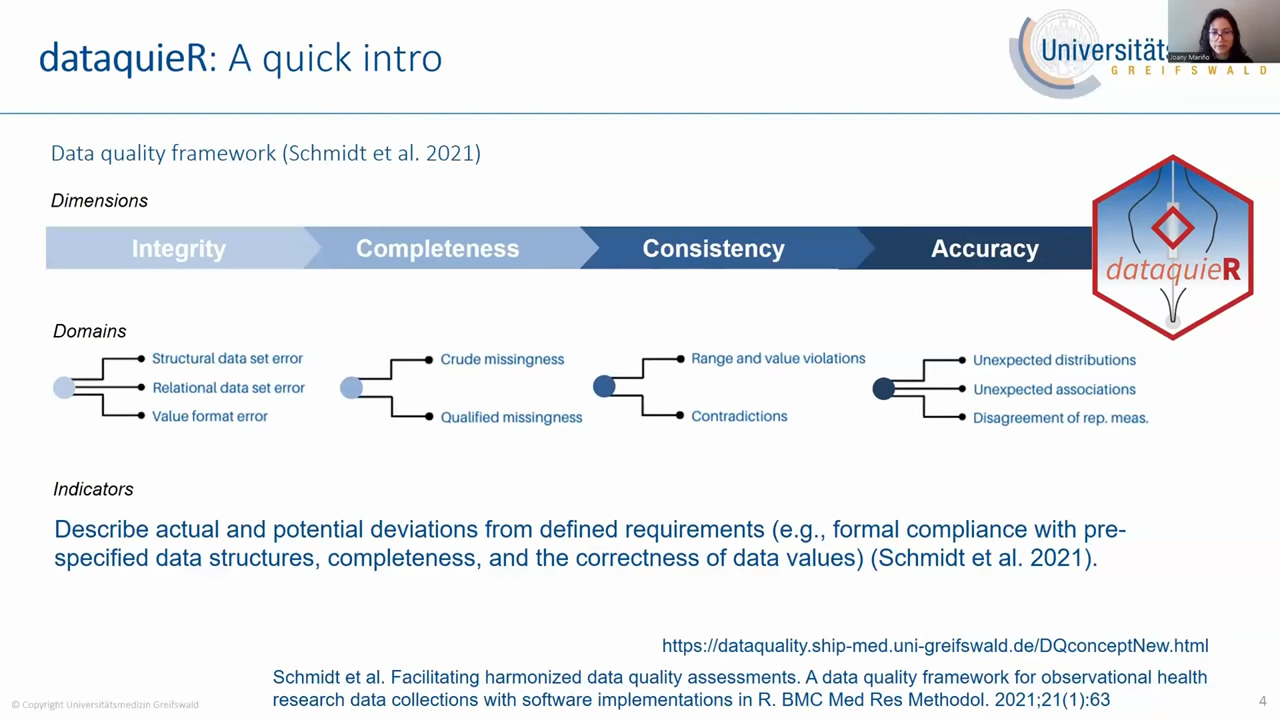 dataquieR: A quick intro
Universitäts
GREIFSWALD
Joany Mariño
Data quality framework (Schmidt et al. 2021)
Dimensions
Integrity
Completeness
Consistency
Accuracy
dataquieR
Domains
Structural data set error
Relational data set error
Value format error
Crude missingness
Qualified missingness
Range and value violations
Contradictions
Unexpected distributions
Unexpected associations
Disagreement of rep. meas.
Indicators
Describe actual and potential deviations from defined requirements (e.g., formal compliance with pre-
specified data structures, completeness, and the correctness of data values) (Schmidt et al. 2021).
https://dataquality.ship-med.uni-greifswald.de/DQconceptNew.html
Schmidt et al. Facilitating harmonized data quality assessments. A data quality framework for observational health
research data collections with software implementations in R. BMC Med Res Methodol. 2021;21(1):63
© Copyright Universitätsmedizin Greifswald
4